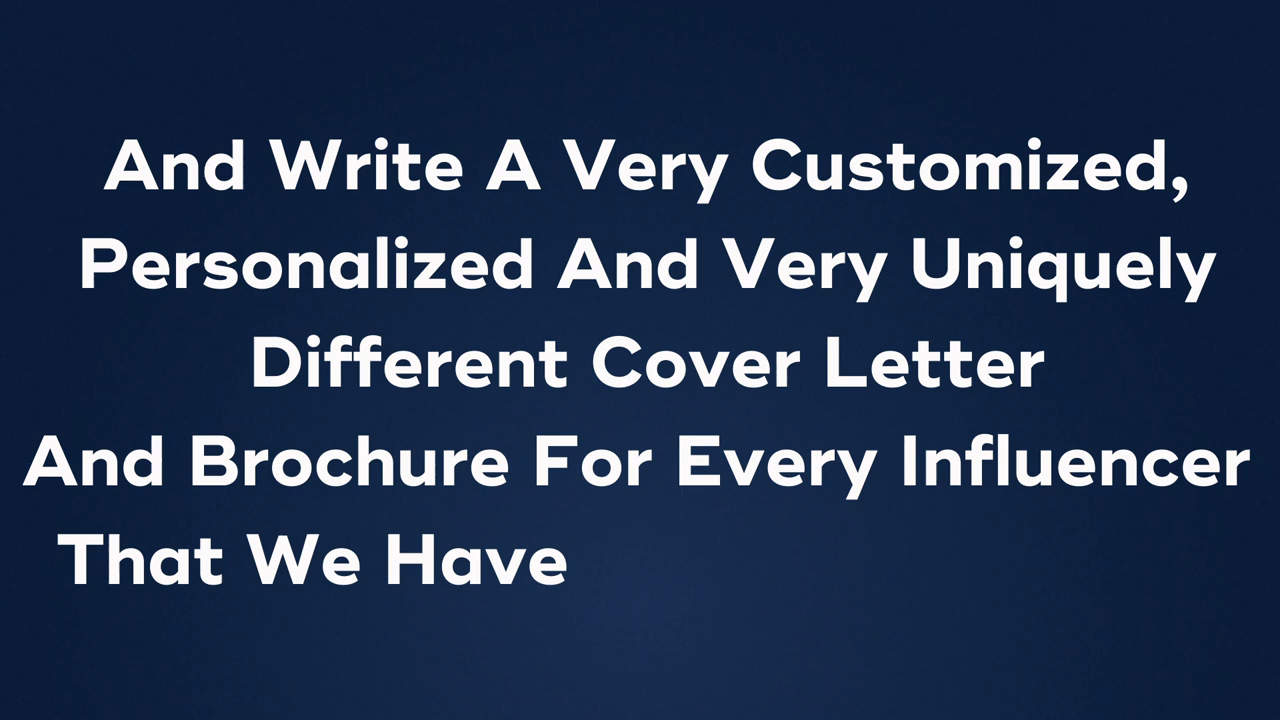 And Write A Very Customized,
Personalized And Very Uniquely
Different Cover Letter
And Brochure For Every Influencer
That We Have